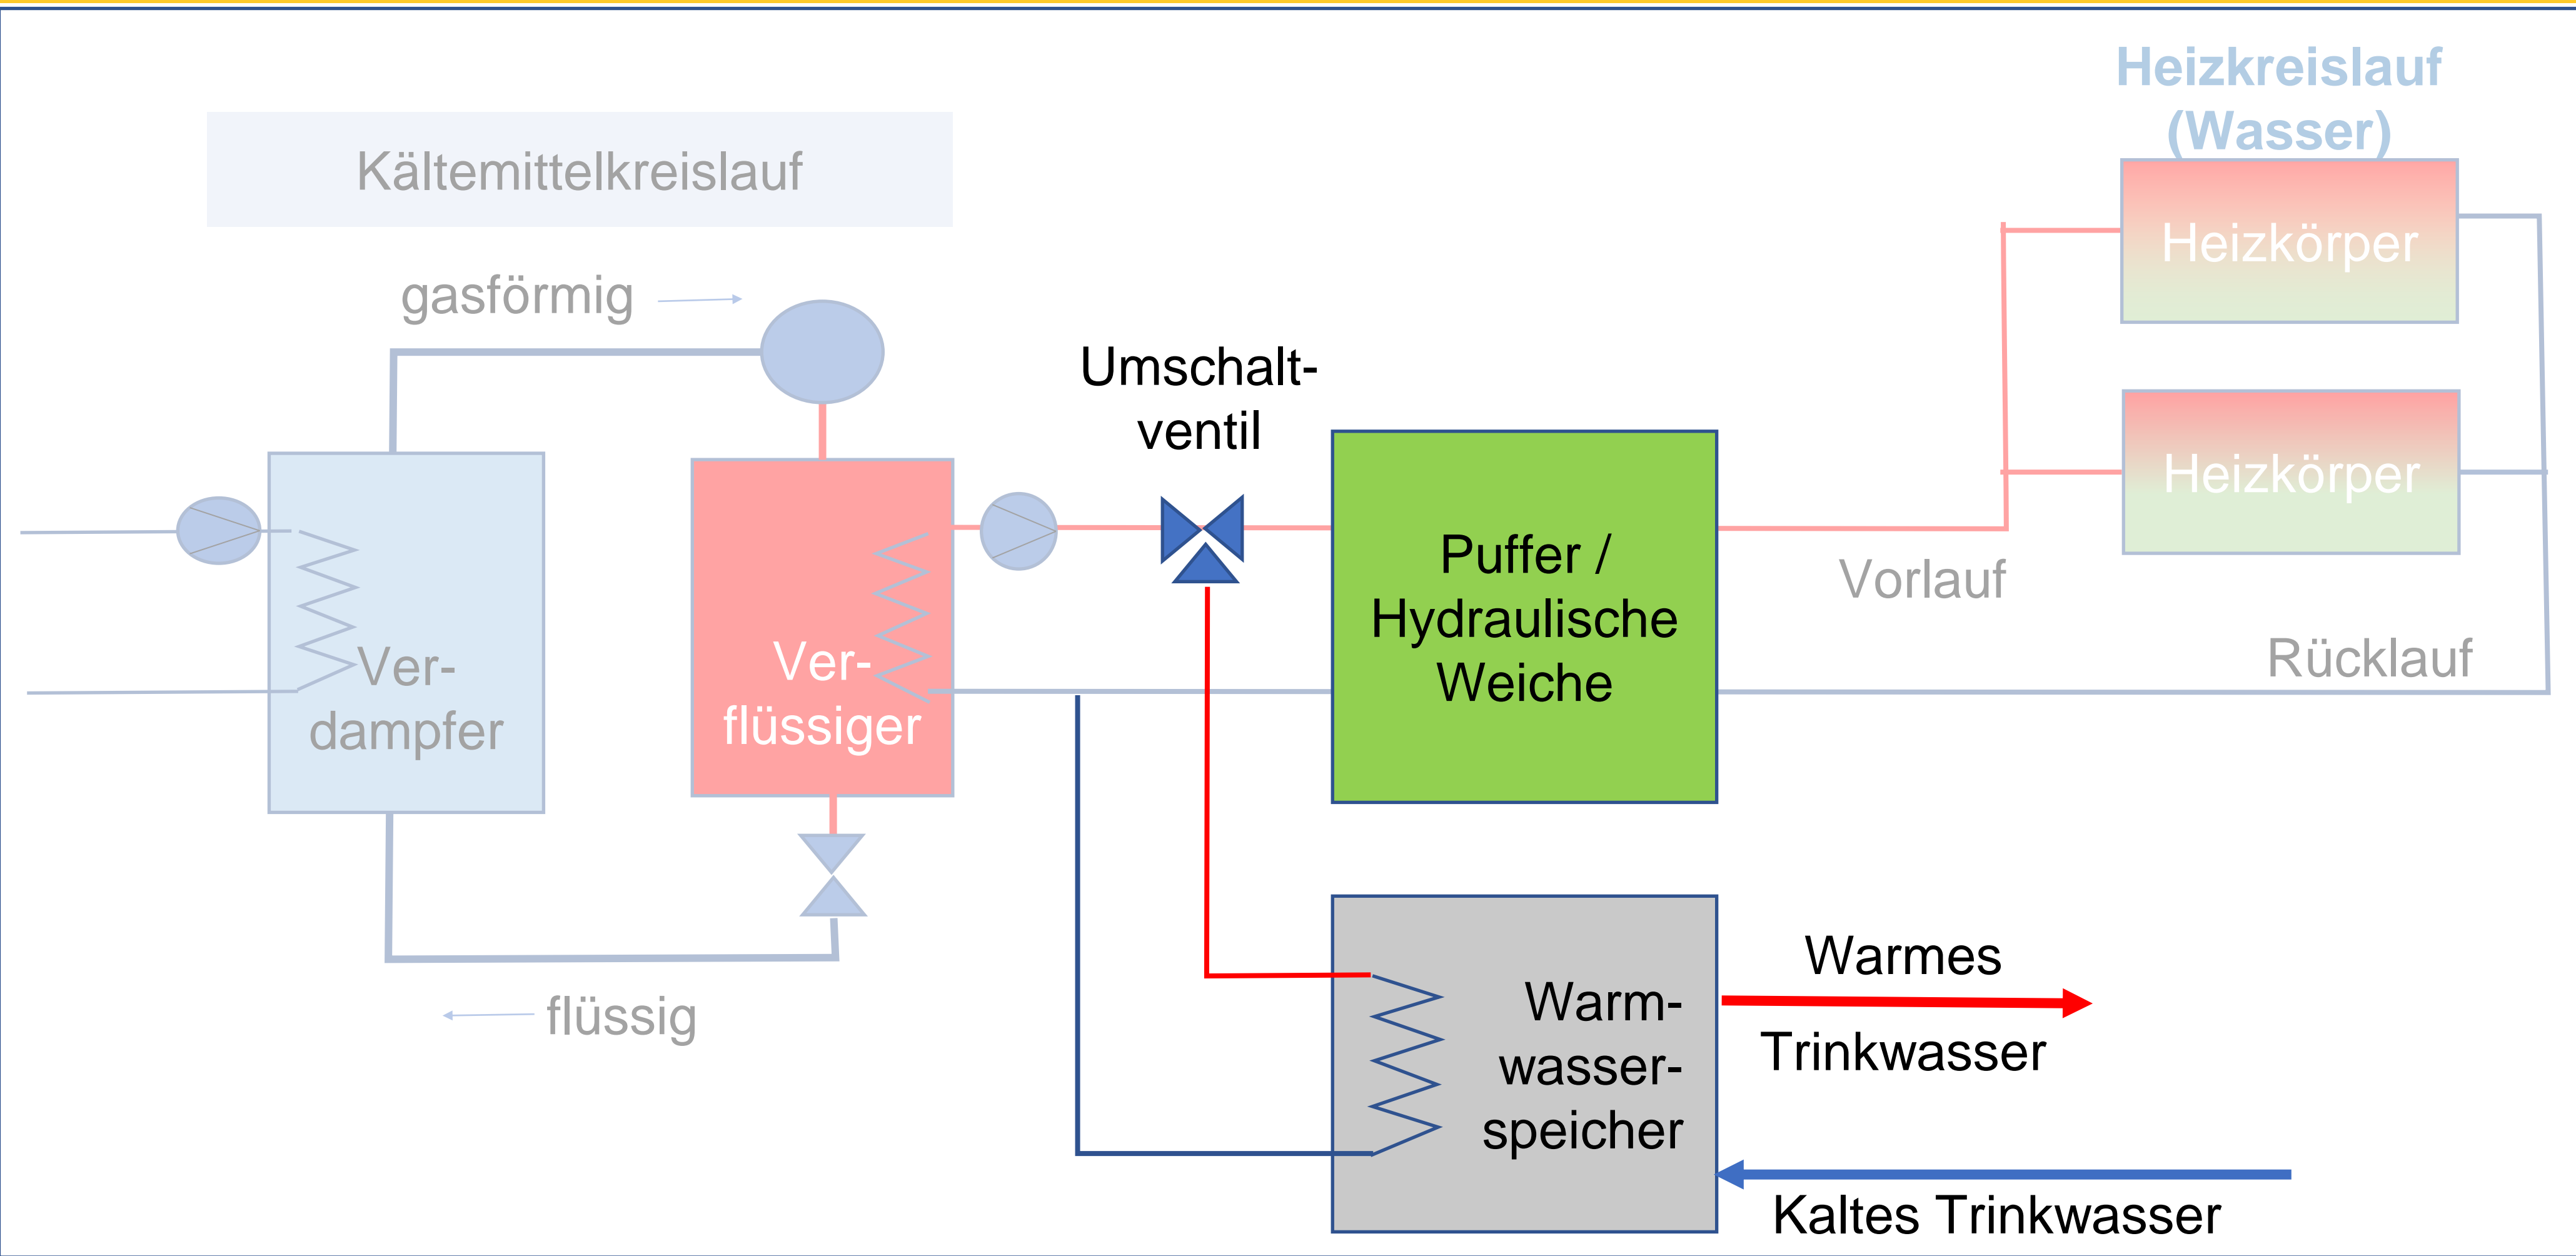 Heizkreislauf
(Wasser)
Kältemittelkreislauf
gasförmig
Heizkörper
Umschalt-
ventil
Heizkörper
Puffer /
Hydraulische
Weiche
Vorlauf
Rücklauf
Ver-
dampfer
Ver-
flüssiger
flüssig
Warm-
wasser-
speicher
Warmes
Trinkwasser
Kaltes Trinkwasser